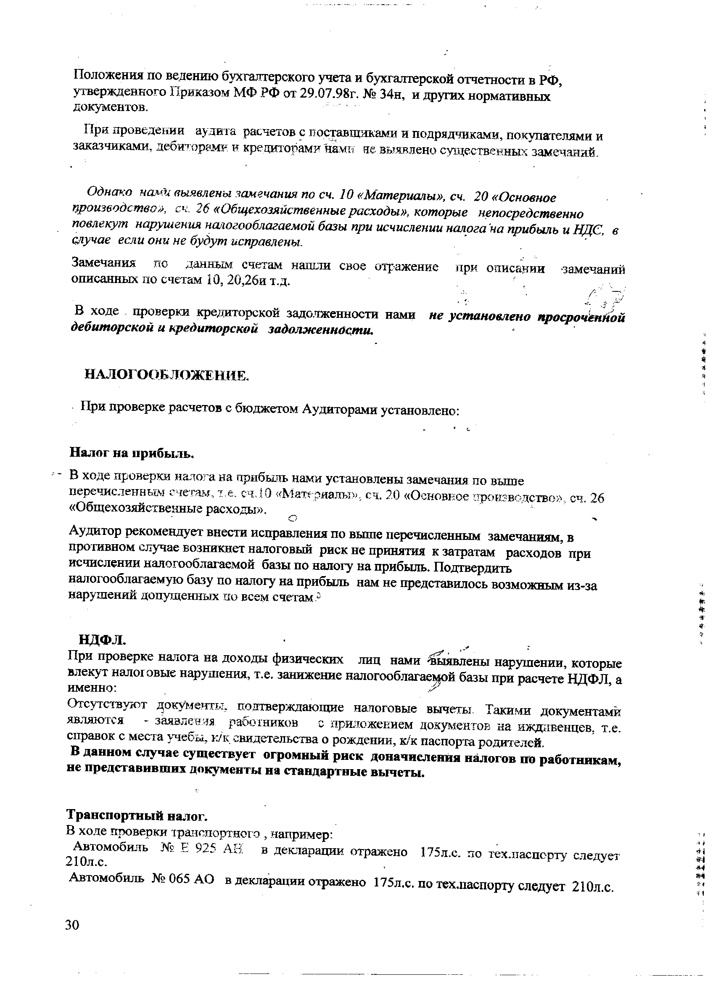 Положения по ведению бухгалтерского учета и бухгалтерской отчетности в РФ,
утвержденного Приказом МФ РФ от 29.07.98г. № 34н, и других нормативных
документов.
При проведении аудита расчетов с поставщиками и подрядчиками, покупателями и
заказчиками, дебиторами и кредиторами нами не выявлено существенных замечаний.
Однако нами выявлены замечания по сч. 10 «Материалы», сч. 20 «Основное
производство», сч. 26 «Общехозяйственные расходы», которые непосредственно
повлекут нарушения налогооблагаемой базы при исчислении налога на прибыль и НДС, в
случае если они не будут исправлены.
Замечания по данным счетам нашли свое отражение при описании замечаний
описанных по счетам 10, 20,26и т.д.
В ходе проверки кредиторской задолженности нами не установлено просроченной
дебиторской и кредиторской задолженности.
НАЛОГООБЛОЖЕНИЕ.
При проверке расчетов с бюджетом Аудиторами установлено:
Налог на прибыль.
В ходе проверки налога на прибыль нами установлены замечания по выше
перечисленным счетам, т.е. сч.10 «Материалы», сч. 20 «Основное производство», сч. 26
«Общехозяйственные расходы».
Аудитор рекомендует внести исправления по выше перечисленным замечаниям, в
противном случае возникнет налоговый риск не принятия к затратам расходов при
исчислении налогооблагаемой базы по налогу на прибыль. Подтвердить
налогооблагаемую базу по налогу на прибыль нам не представилось возможным из-за
нарушений допущенных по всем счетам.
НДФЛ.
При проверке налога на доходы физических лиц нами выявлены нарушении, которые
влекут налоговые нарушения, т.е. занижение налогооблагаемой базы при расчете НДФЛ, а
именно:
Отсутствуют документы, подтверждающие налоговые вычеты. Такими документами
являются - заявления работников с приложением документов на иждивенцев, т.е.
справок с места учебы, к/к свидетельства о рождении, к/к паспорта родителей.
В данном случае существует огромный риск доначисления налогов по работникам,
не представивших документы на стандартные вычеты.
Транспортный налог.
В ходе проверки транспортного , например:
Автомобиль № Е 925 АН в декларации отражено 175л.с. по тех.паспорту следует
210л.с.
Автомобиль № 065 АО в декларации отражено 175л.с. по тех.паспорту следует 210л.с.
30